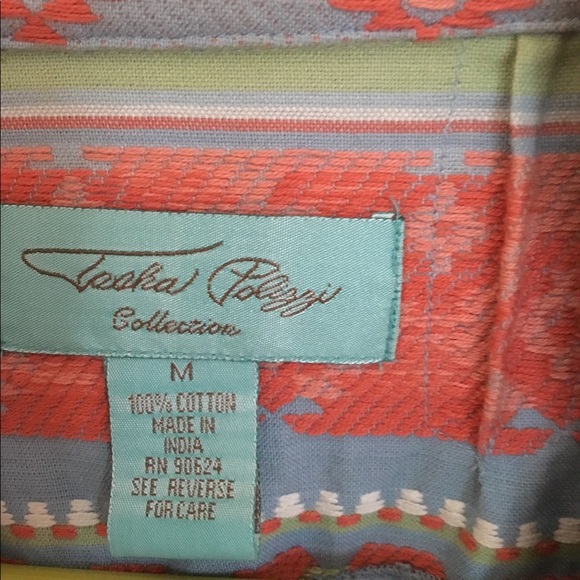 Tasha Polizzi
Collection
M
100% COTTON
MADE IN
INDIA
RN 90624
SEE REVERSE
FOR CARE